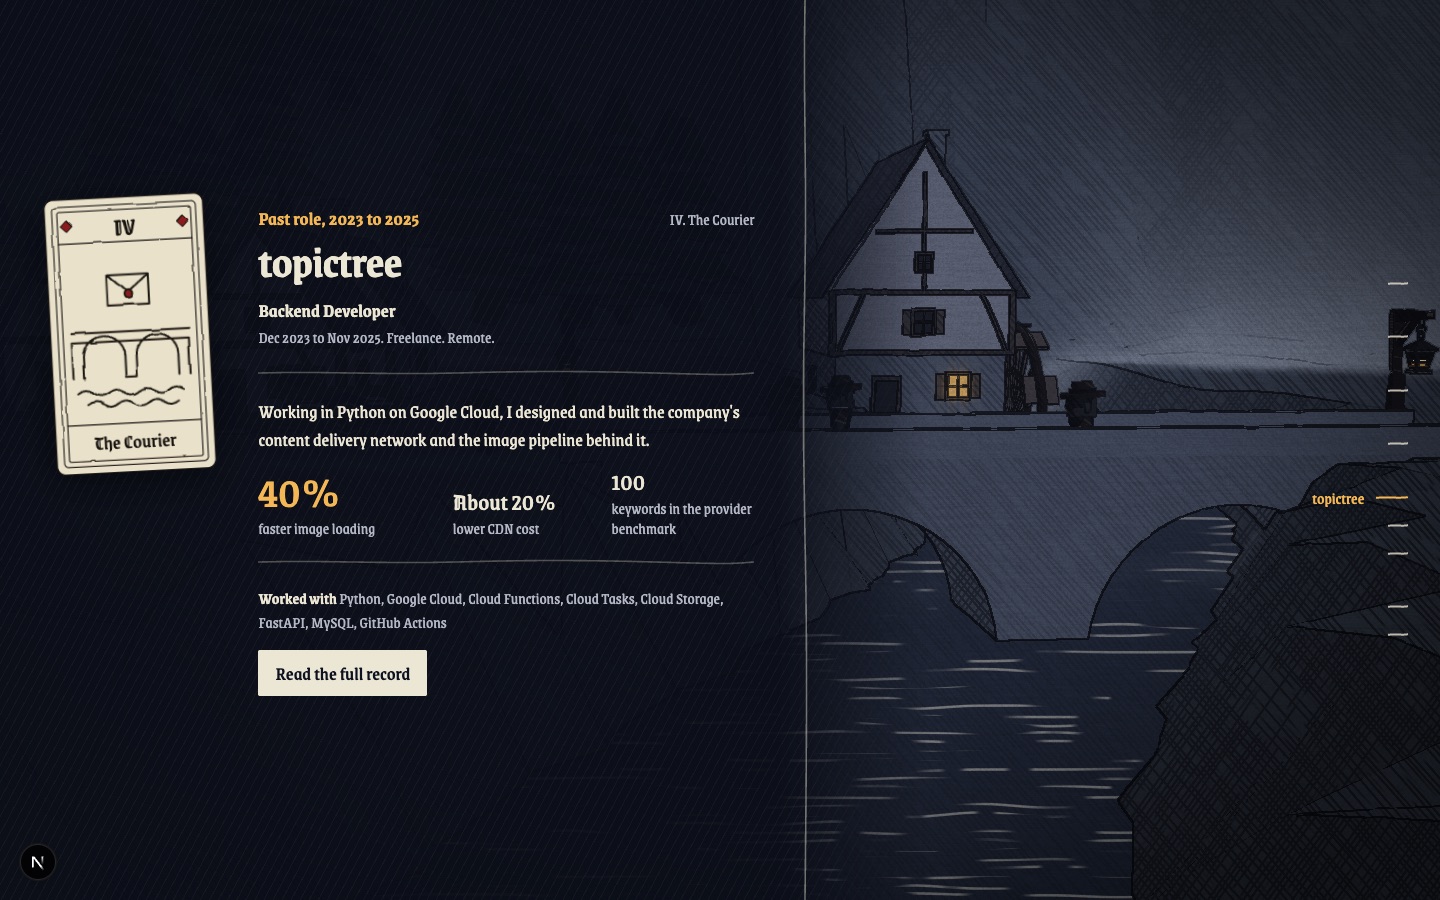 IV
The Courier
Past role, 2023 to 2025
IV. The Courier
topictree
Backend Developer
Dec 2023 to Nov 2025. Freelance. Remote.
Working in Python on Google Cloud, I designed and built the company's
content delivery network and the image pipeline behind it.
40%
faster image loading
About 20%
lower CDN cost
100
keywords in the provider
benchmark
Worked with Python, Google Cloud, Cloud Functions, Cloud Tasks, Cloud Storage,
FastAPI, MySQL, GitHub Actions
Read the full record
topictree
N